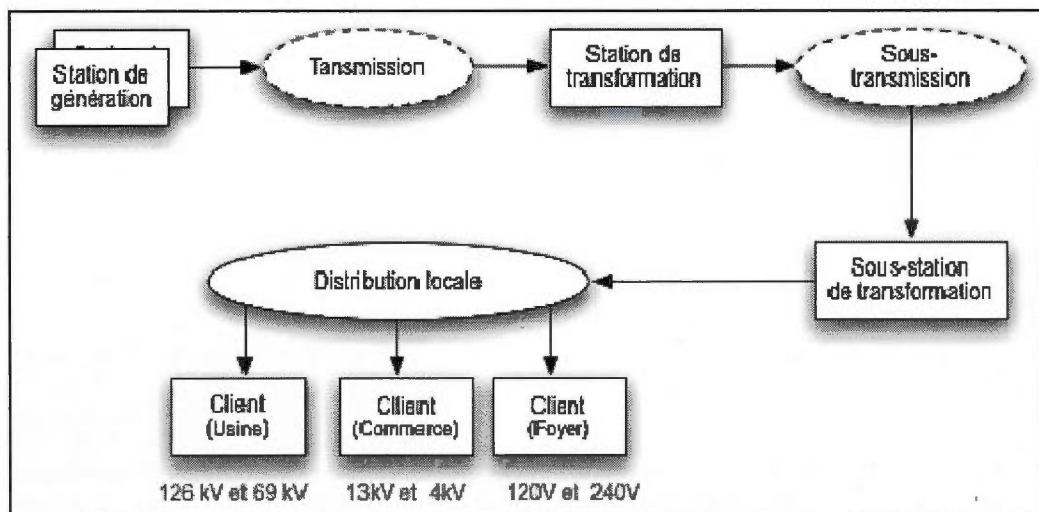 Station de
génération
Tansmission
Station de
transformation
Sous-
transmission
Sous-station
de transformation
Distribution locale
Client
(Usine)
Client
(Commerce)
Client
(Foyer)
126 kV et 69 kV
13kV et 4kV
120V et 240V